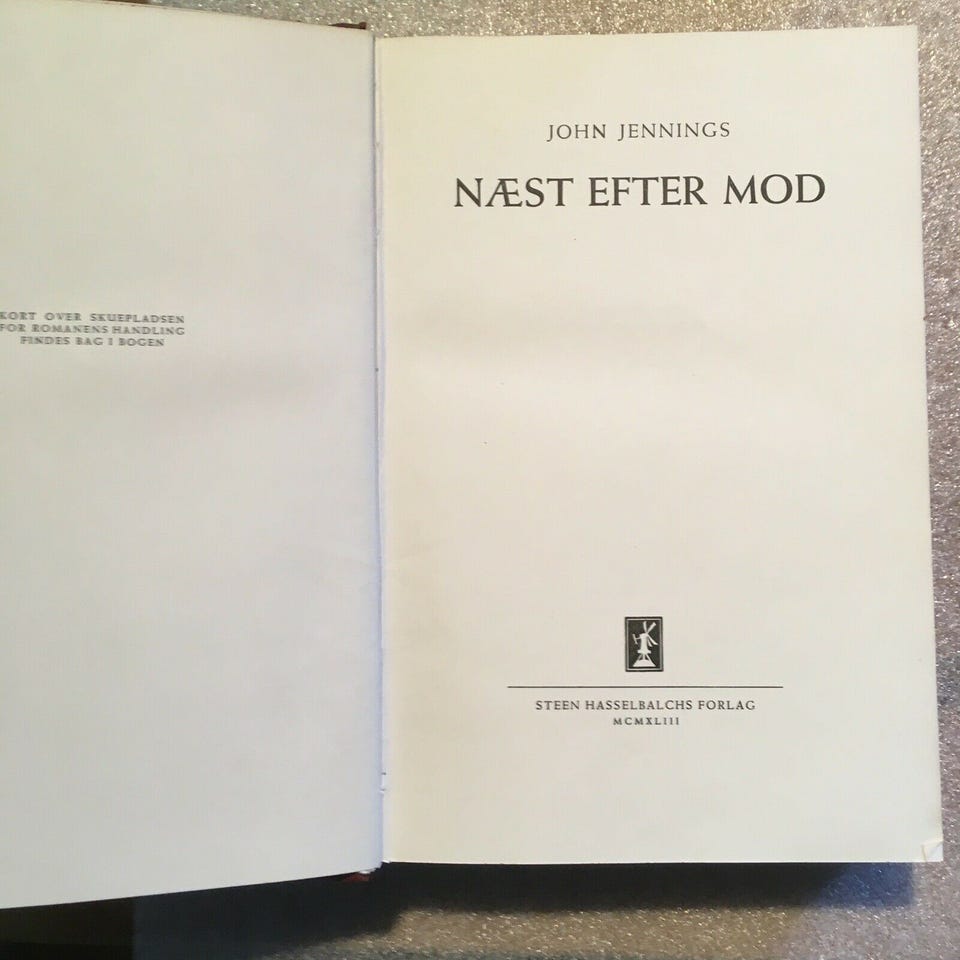 KORT OVER SKUEPLADSEN
FOR ROMANENS HANDLING
FINDES BAG I BOGEN
JOHN JENNINGS
NÆST EFTER MOD
STEEN HASSELBALCHS FORLAG
MCMXLIII